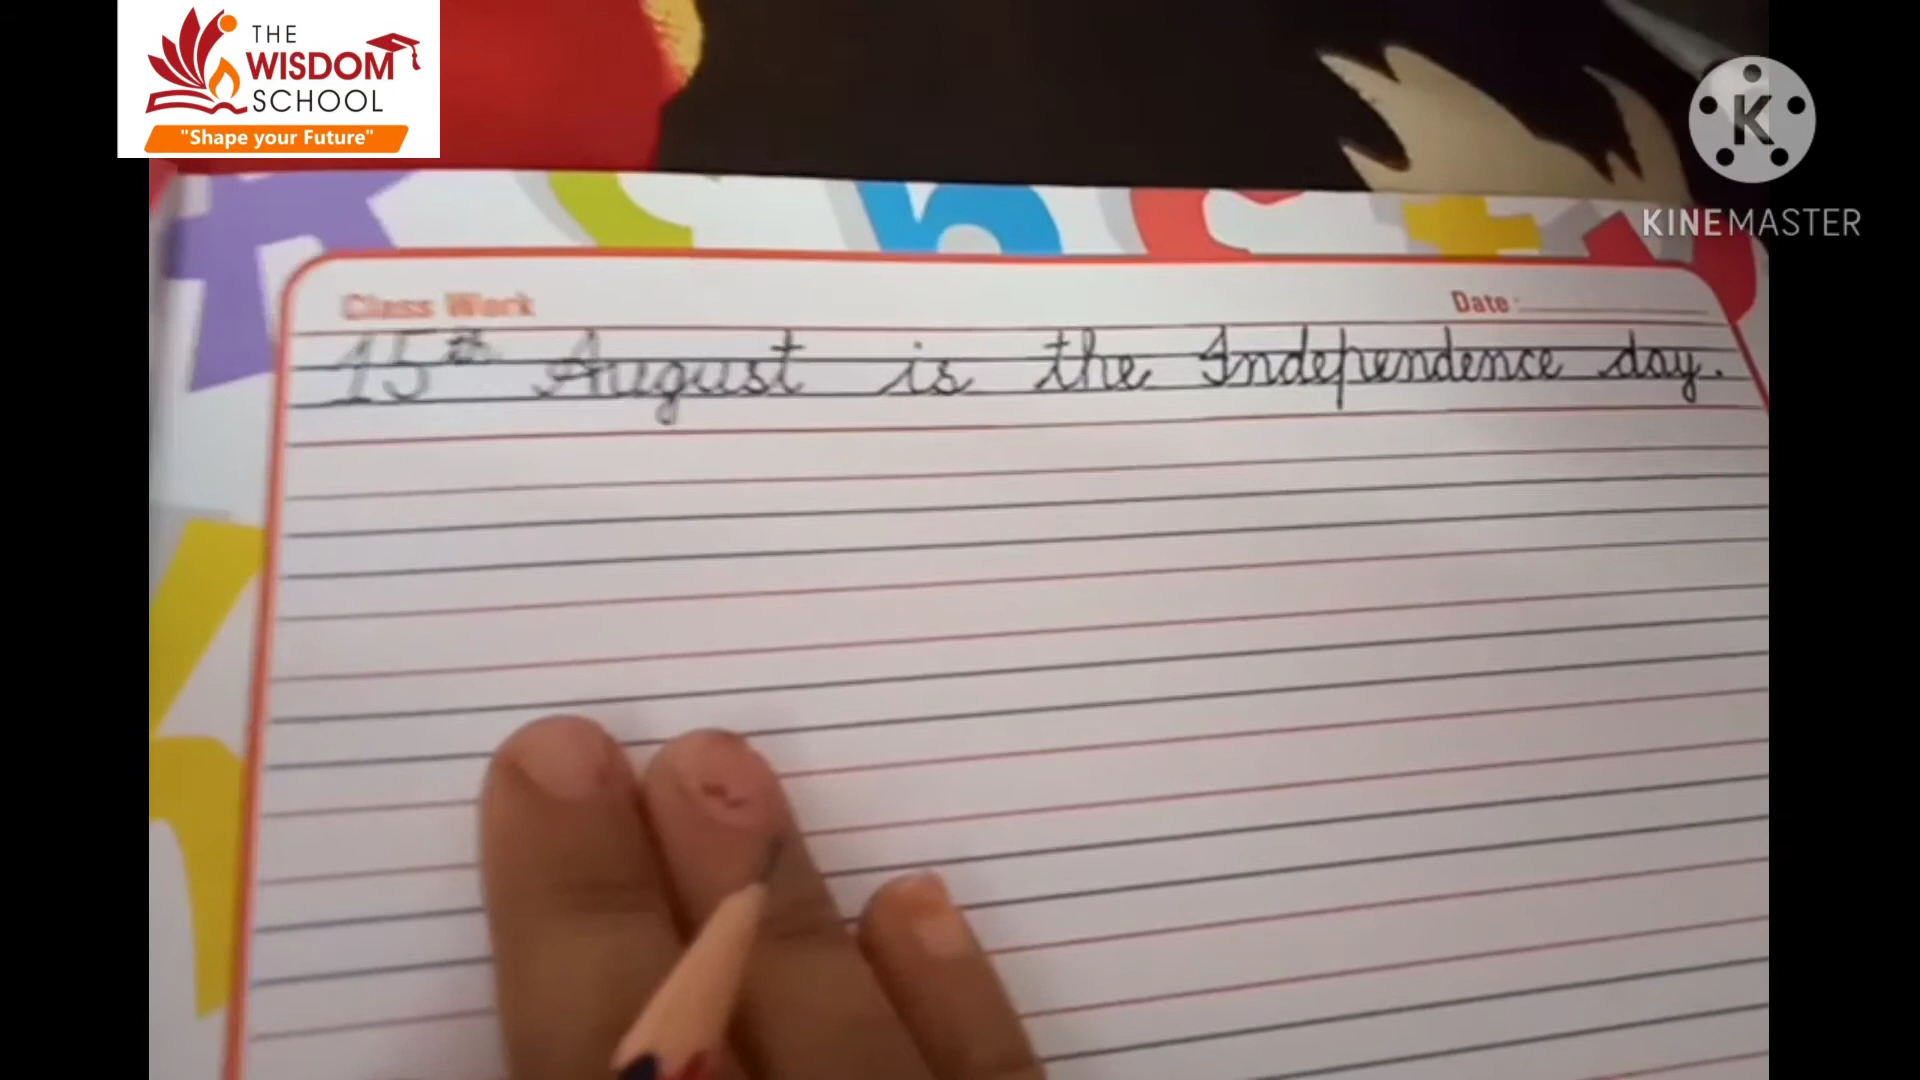 THE
WISDOM
SCHOOL
"Shape your Future"
K
KINEMASTER
Class Work
Date :
15th August is the Independence day.